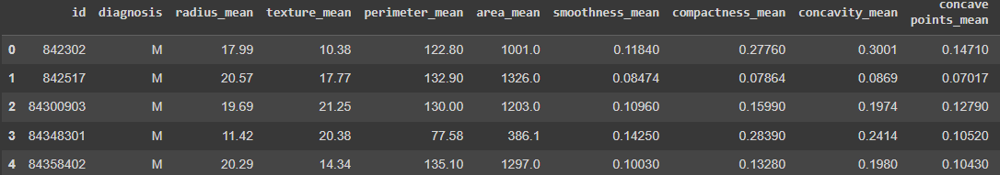 id diagnosis radius_mean texture_mean perimeter_mean area_mean smoothness_mean compactness_mean concavity_mean concave points_mean
0 842302 M 17.99 10.38 122.80 1001.0 0.11840 0.27760 0.3001 0.14710
1 842517 M 20.57 17.77 132.90 1326.0 0.08474 0.07864 0.0869 0.07017
2 84300903 M 19.69 21.25 130.00 1203.0 0.10960 0.15990 0.1974 0.12790
3 84348301 M 11.42 20.38 77.58 386.1 0.14250 0.28390 0.2414 0.10520
4 84358402 M 20.29 14.34 135.10 1297.0 0.10030 0.13280 0.1980 0.10430